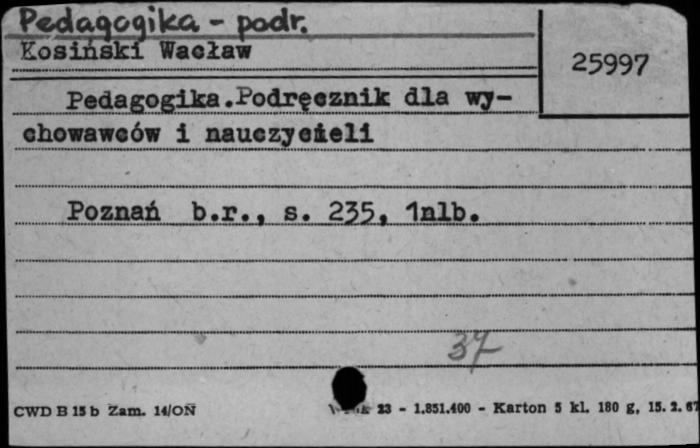 Pedagogika - podr.
Kosiński Wacław
25997
Pedagogika.Podręcznik dla wy-
chowawców i nauczycieli
Poznań b.r., s. 235, 1nlb.
37
CWD B 15 b Zam. 14/ON 23 - 1.851.400 - Karton 5 kl. 180 g, 15. 2. 67